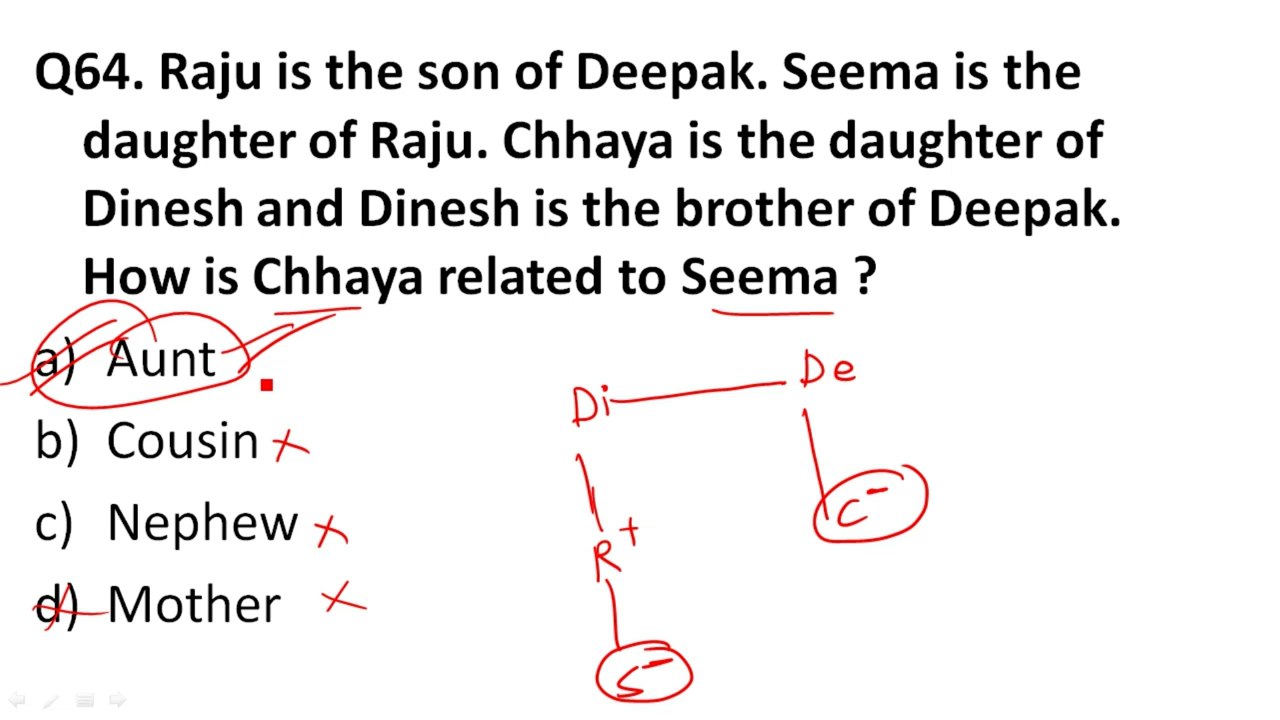 Q64. Raju is the son of Deepak. Seema is the
daughter of Raju. Chhaya is the daughter of
Dinesh and Dinesh is the brother of Deepak.
How is Chhaya related to Seema ?
a) Aunt
b) Cousin
c) Nephew
d) Mother
Di De
C-
R+
S-